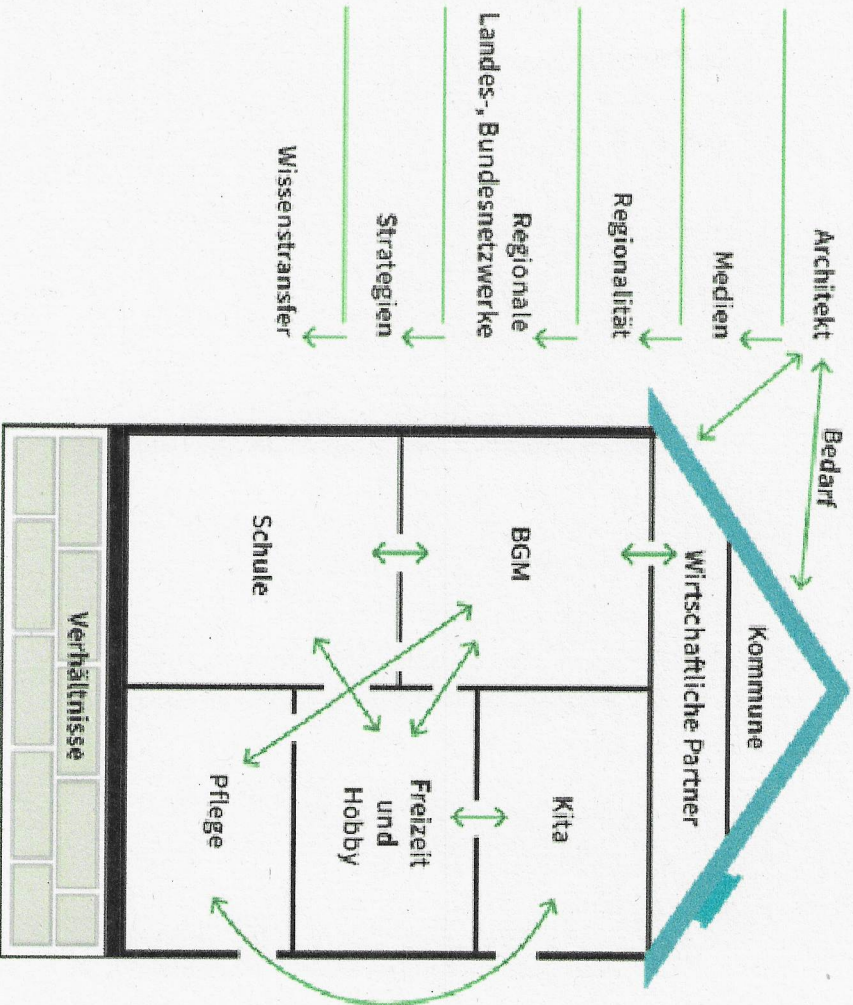 Architekt
Bedarf
Medien
Regionalität
Regionale
Landes-, Bundesnetzwerke
Strategien
Wissenstransfer
Kommune
Wirtschaftliche Partner
BGM
Kita
Freizeit
und
Hobby
Schule
Pflege
Verhältnisse